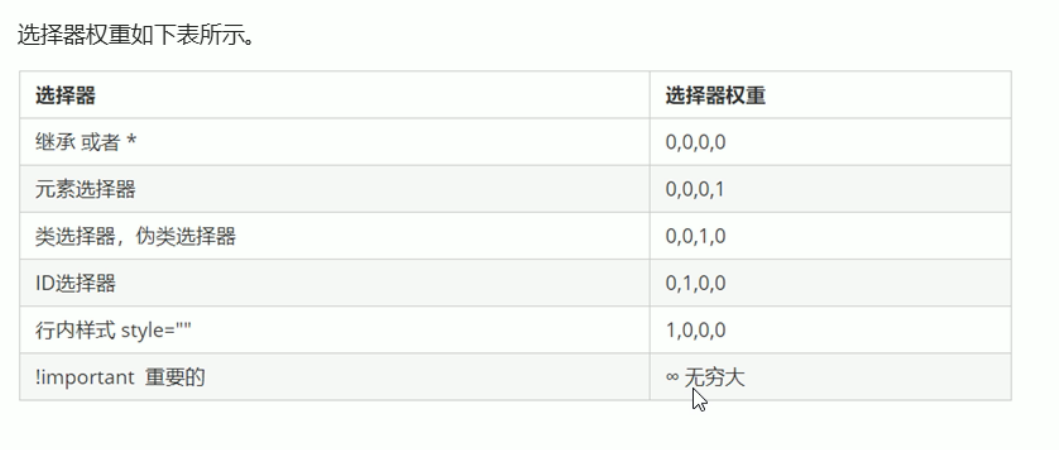 选择器权重如下表所示。
选择器 选择器权重
继承 或者 * 0,0,0,0
元素选择器 0,0,0,1
类选择器，伪类选择器 0,0,1,0
ID选择器 0,1,0,0
行内样式 style="" 1,0,0,0
!important 重要的 ∞ 无穷大